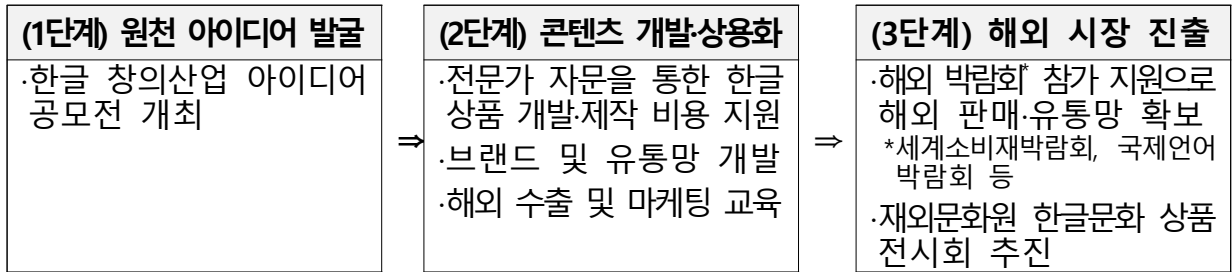 (1단계) 원천 아이디어 발굴
·한글 창의산업 아이디어
공모전 개최
⇒
(2단계) 콘텐츠 개발·상용화
·전문가 자문을 통한 한글
상품 개발·제작 비용 지원
·브랜드 및 유통망 개발
·해외 수출 및 마케팅 교육
⇒
(3단계) 해외 시장 진출
·해외 박람회* 참가 지원으로
해외 판매·유통망 확보
*세계소비재박람회, 국제언어
박람회 등
·재외문화원 한글문화 상품
전시회 추진